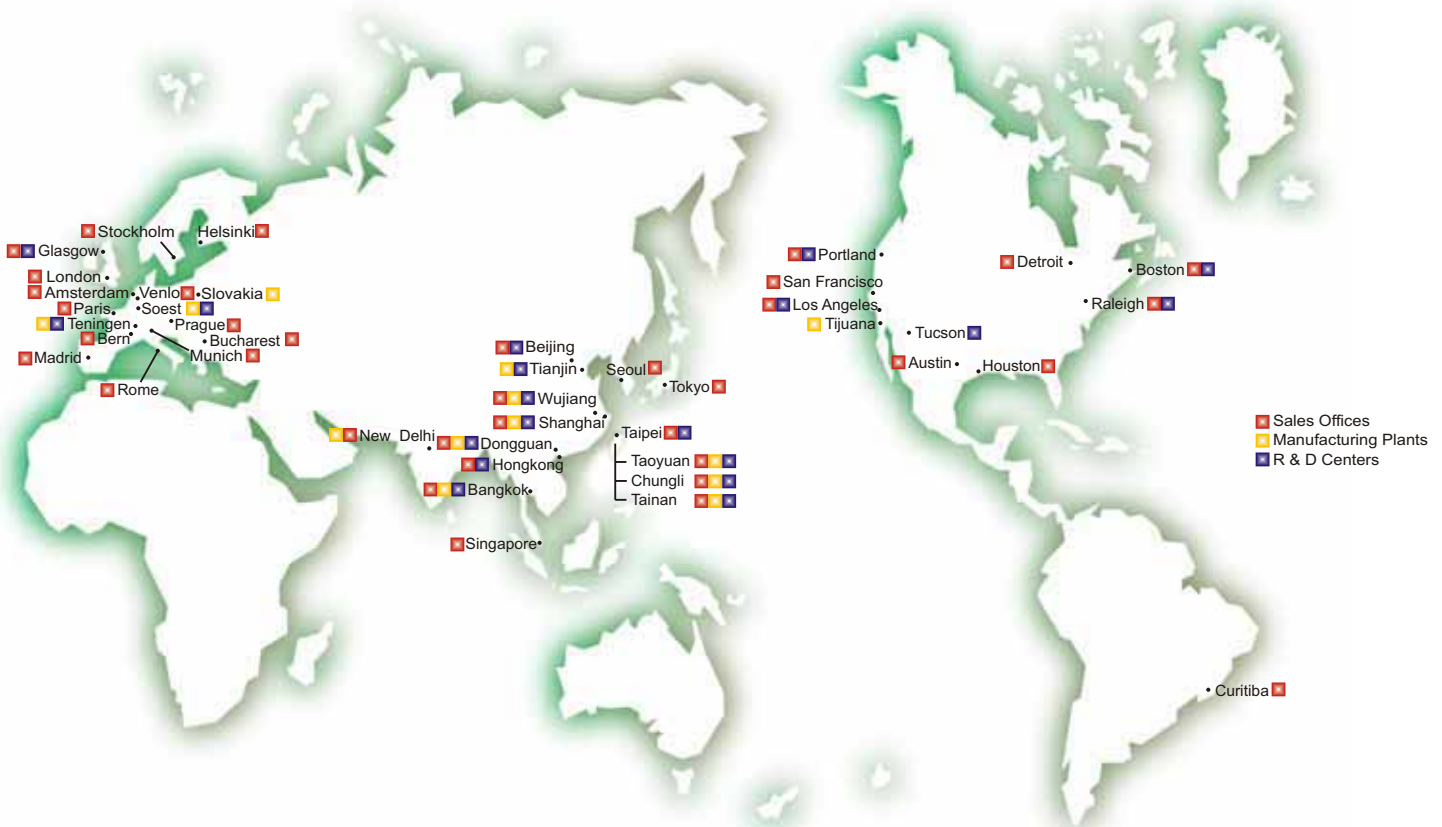 Stockholm
Helsinki
Glasgow
London
Amsterdam
Venlo
Slovakia
Paris
Soest
Teningen
Prague
Bern
Bucharest
Munich
Madrid
Rome
Beijing
Tianjin
Seoul
Tokyo
Wujiang
Shanghai
New Delhi
Dongguan
Taipei
Hongkong
Taoyuan
Chungli
Bangkok
Tainan
Singapore
Portland
Detroit
Boston
San Francisco
Los Angeles
Raleigh
Tijuana
Tucson
Austin
Houston
Curitiba
Sales Offices
Manufacturing Plants
R & D Centers